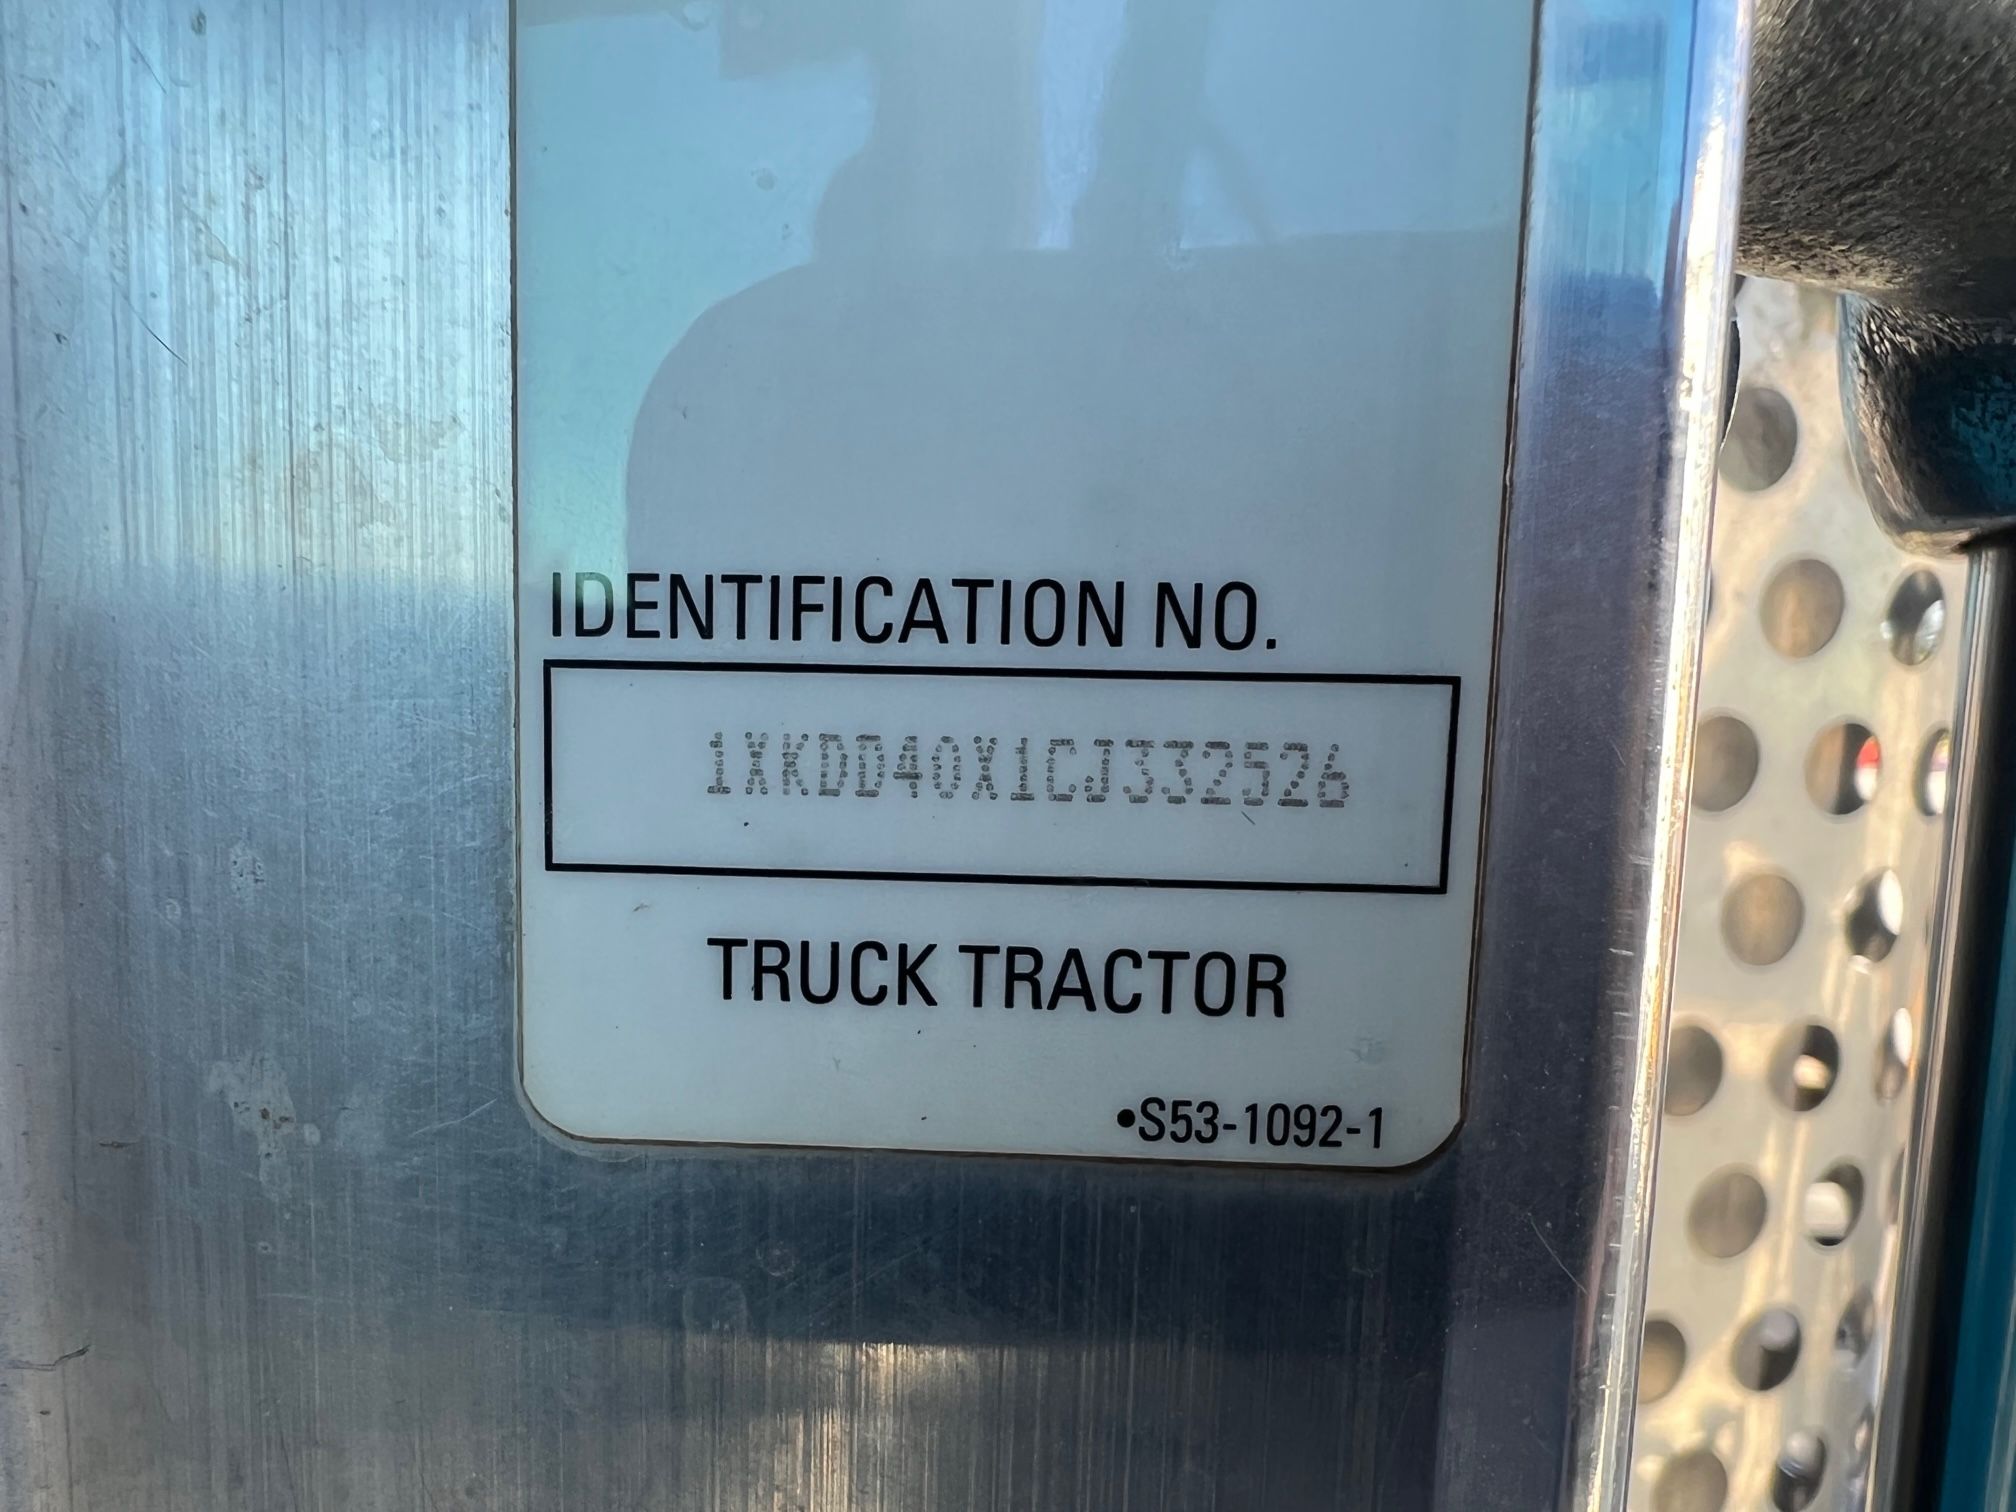 IDENTIFICATION NO.
1XKDD40X1CJ332526
TRUCK TRACTOR
•S53-1092-1